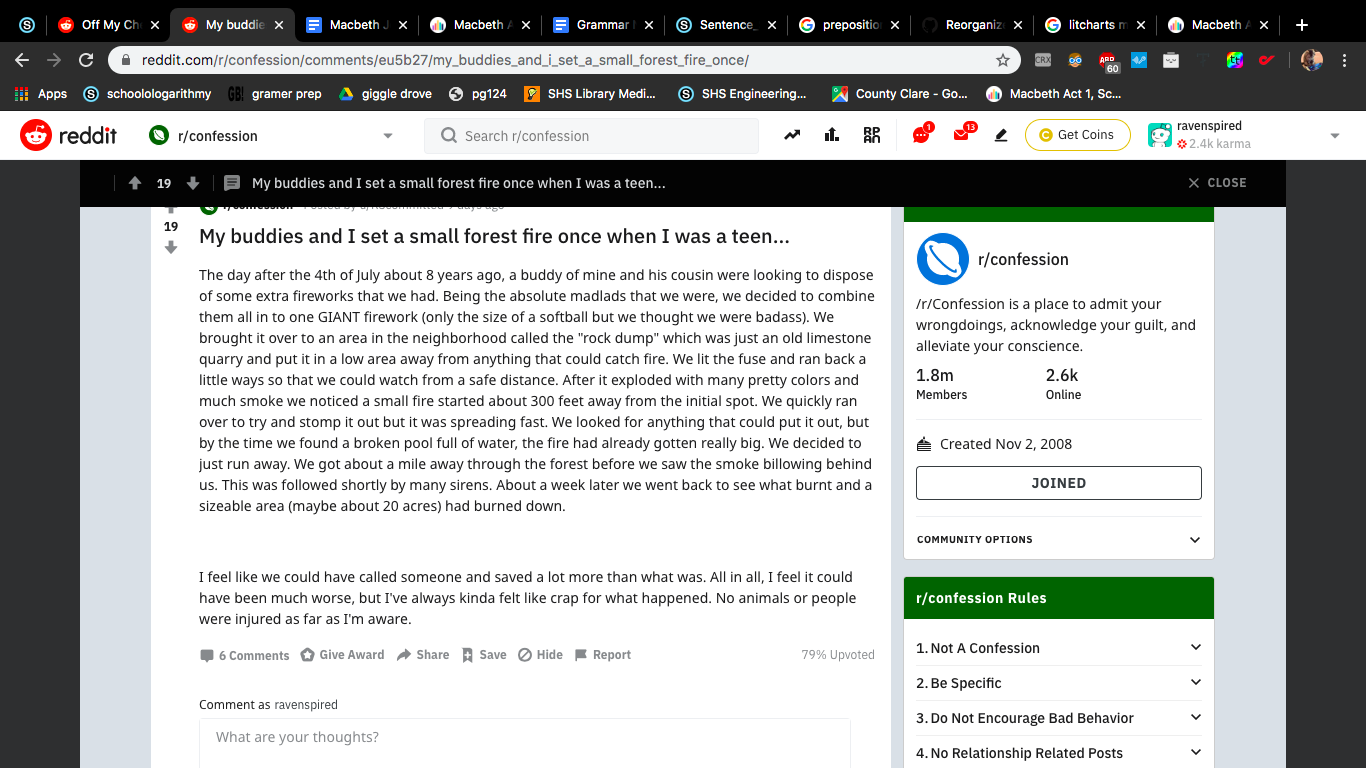 Off My Ch
My buddie
Macbeth J
Macbeth A
Grammar
Sentence_
prepositio
Reorganiz
litcharts m
Macbeth A
reddit.com/r/confession/comments/eu5b27/my_buddies_and_i_set_a_small_forest_fire_once/
CRX
ABP
60
Apps
schoolologarithmy
GB!
gramer prep
giggle drove
pg124
SHS Library Medi...
SHS Engineering...
County Clare - Go...
Macbeth Act 1, Sc...
reddit
r/confession
Search r/confession
1
13
Get Coins
ravenspired
2.4k karma
19
My buddies and I set a small forest fire once when I was a teen...
CLOSE
r/confession
19
My buddies and I set a small forest fire once when I was a teen...
The day after the 4th of July about 8 years ago, a buddy of mine and his cousin were looking to dispose
of some extra fireworks that we had. Being the absolute madlads that we were, we decided to combine
them all in to one GIANT firework (only the size of a softball but we thought we were badass). We
brought it over to an area in the neighborhood called the "rock dump" which was just an old limestone
quarry and put it in a low area away from anything that could catch fire. We lit the fuse and ran back a
little ways so that we could watch from a safe distance. After it exploded with many pretty colors and
much smoke we noticed a small fire started about 300 feet away from the initial spot. We quickly ran
over to try and stomp it out but it was spreading fast. We looked for anything that could put it out, but
by the time we found a broken pool full of water, the fire had already gotten really big. We decided to
just run away. We got about a mile away through the forest before we saw the smoke billowing behind
us. This was followed shortly by many sirens. About a week later we went back to see what burnt and a
sizeable area (maybe about 20 acres) had burned down.
I feel like we could have called someone and saved a lot more than what was. All in all, I feel it could
have been much worse, but I've always kinda felt like crap for what happened. No animals or people
were injured as far as I'm aware.
6 Comments
Give Award
Share
Save
Hide
Report
79% Upvoted
Comment as ravenspired
What are your thoughts?
r/confession
/r/Confession is a place to admit your
wrongdoings, acknowledge your guilt, and
alleviate your conscience.
1.8m
2.6k
Members
Online
Created Nov 2, 2008
JOINED
COMMUNITY OPTIONS
r/confession Rules
1. Not A Confession
2. Be Specific
3. Do Not Encourage Bad Behavior
4. No Relationship Related Posts